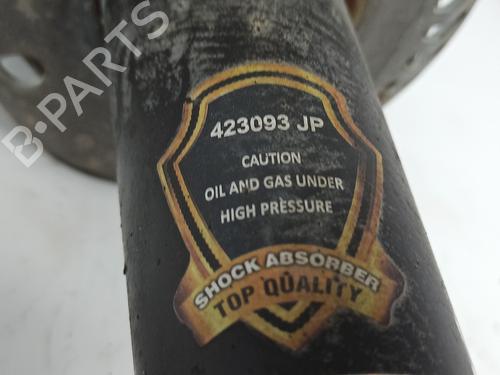 B-PARTS
423093 JP
CAUTION
OIL AND GAS UNDER
HIGH PRESSURE
SHOCK ABSORBER
TOP QUALITY